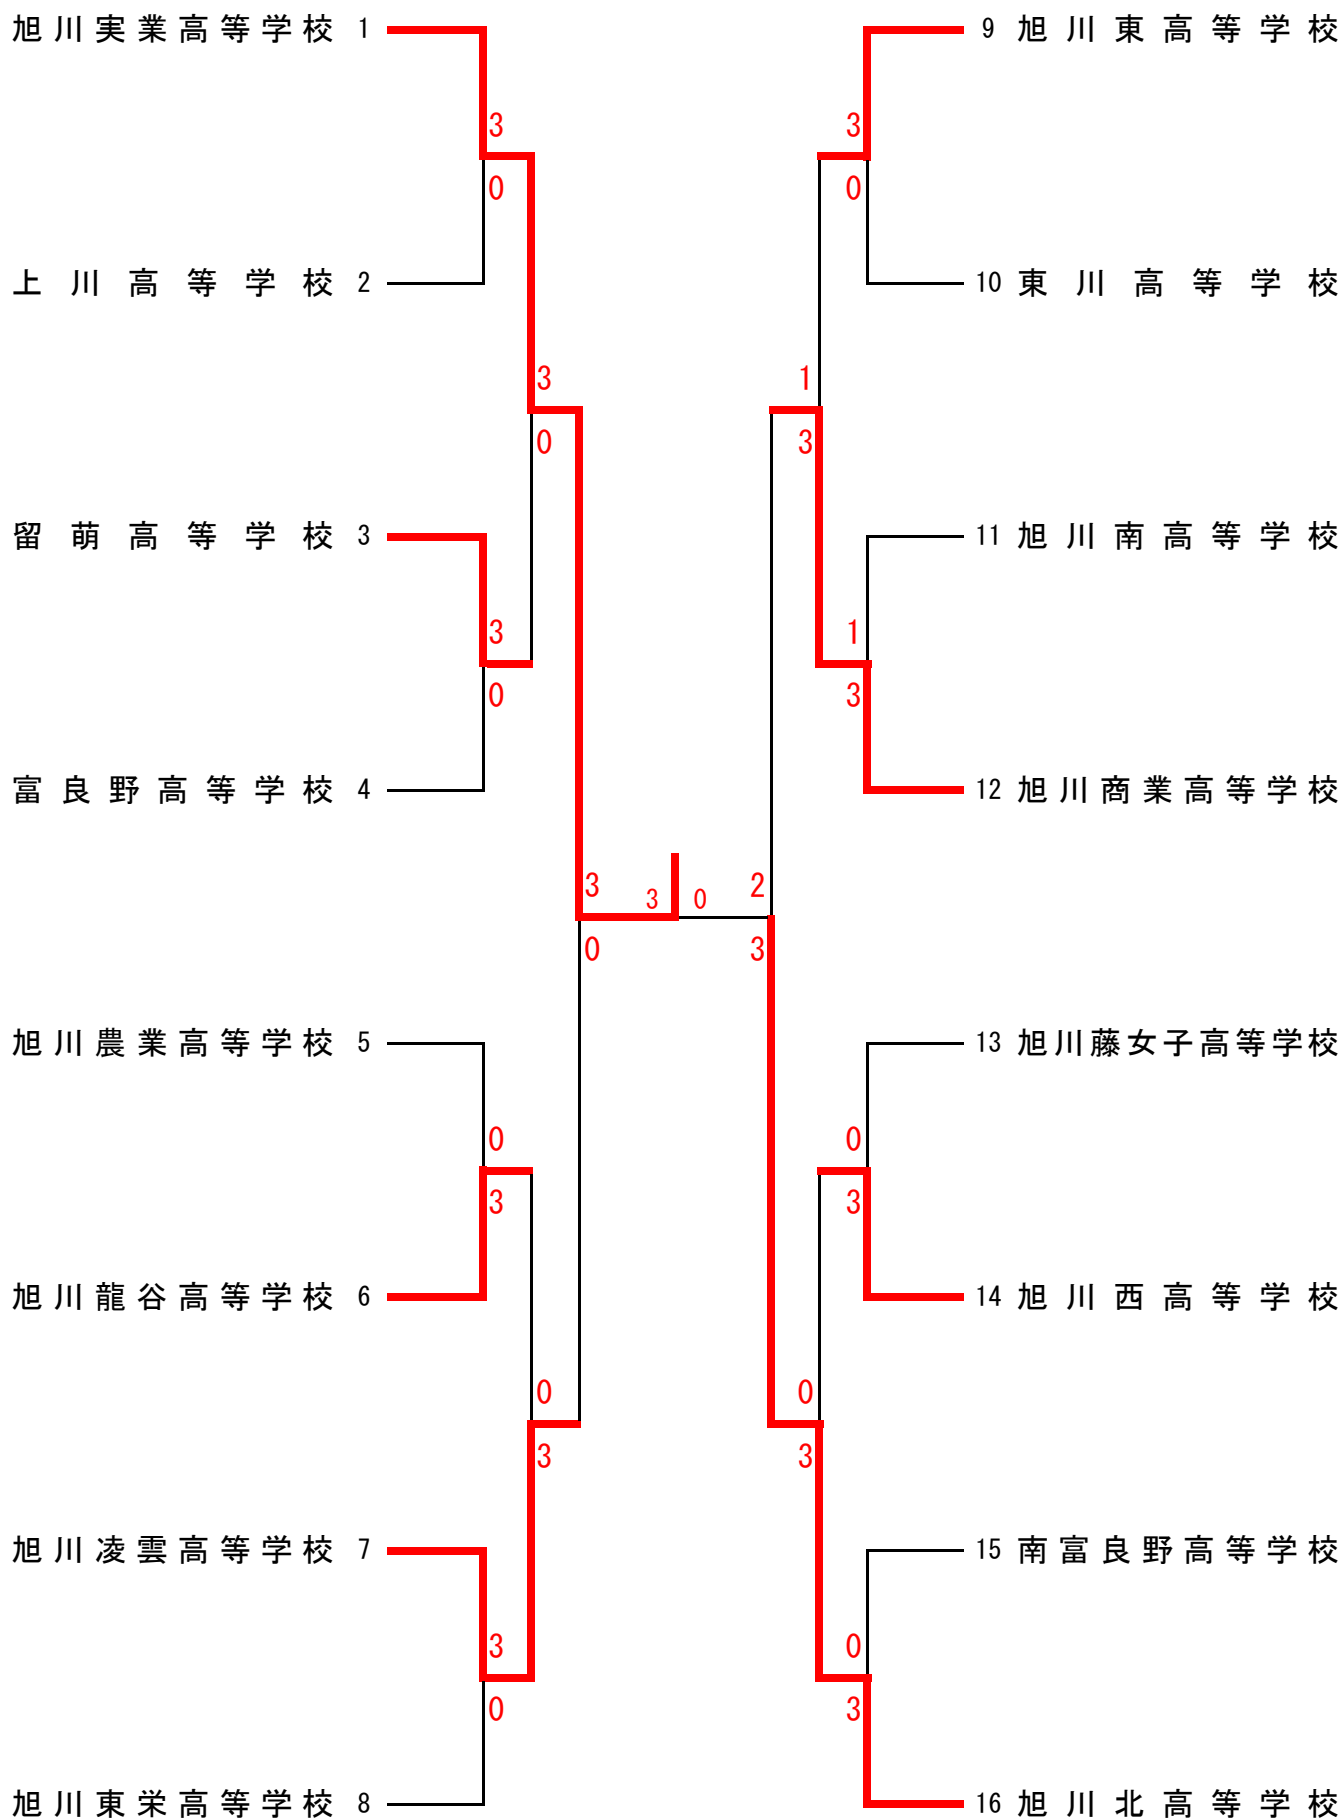 旭川実業高等学校 1
3
0
上川高等学校 2
3
0
留萌高等学校 3
3
0
富良野高等学校 4
3
0
旭川農業高等学校 5
0
3
旭川龍谷高等学校 6
0
3
旭川凌雲高等学校 7
3
0
旭川東栄高等学校 8
3 0
9 旭川東高等学校
3
0
10 東川高等学校
1
3
11 旭川南高等学校
1
3
12 旭川商業高等学校
2
3
13 旭川藤女子高等学校
0
3
14 旭川西高等学校
0
3
15 南富良野高等学校
0
3
16 旭川北高等学校